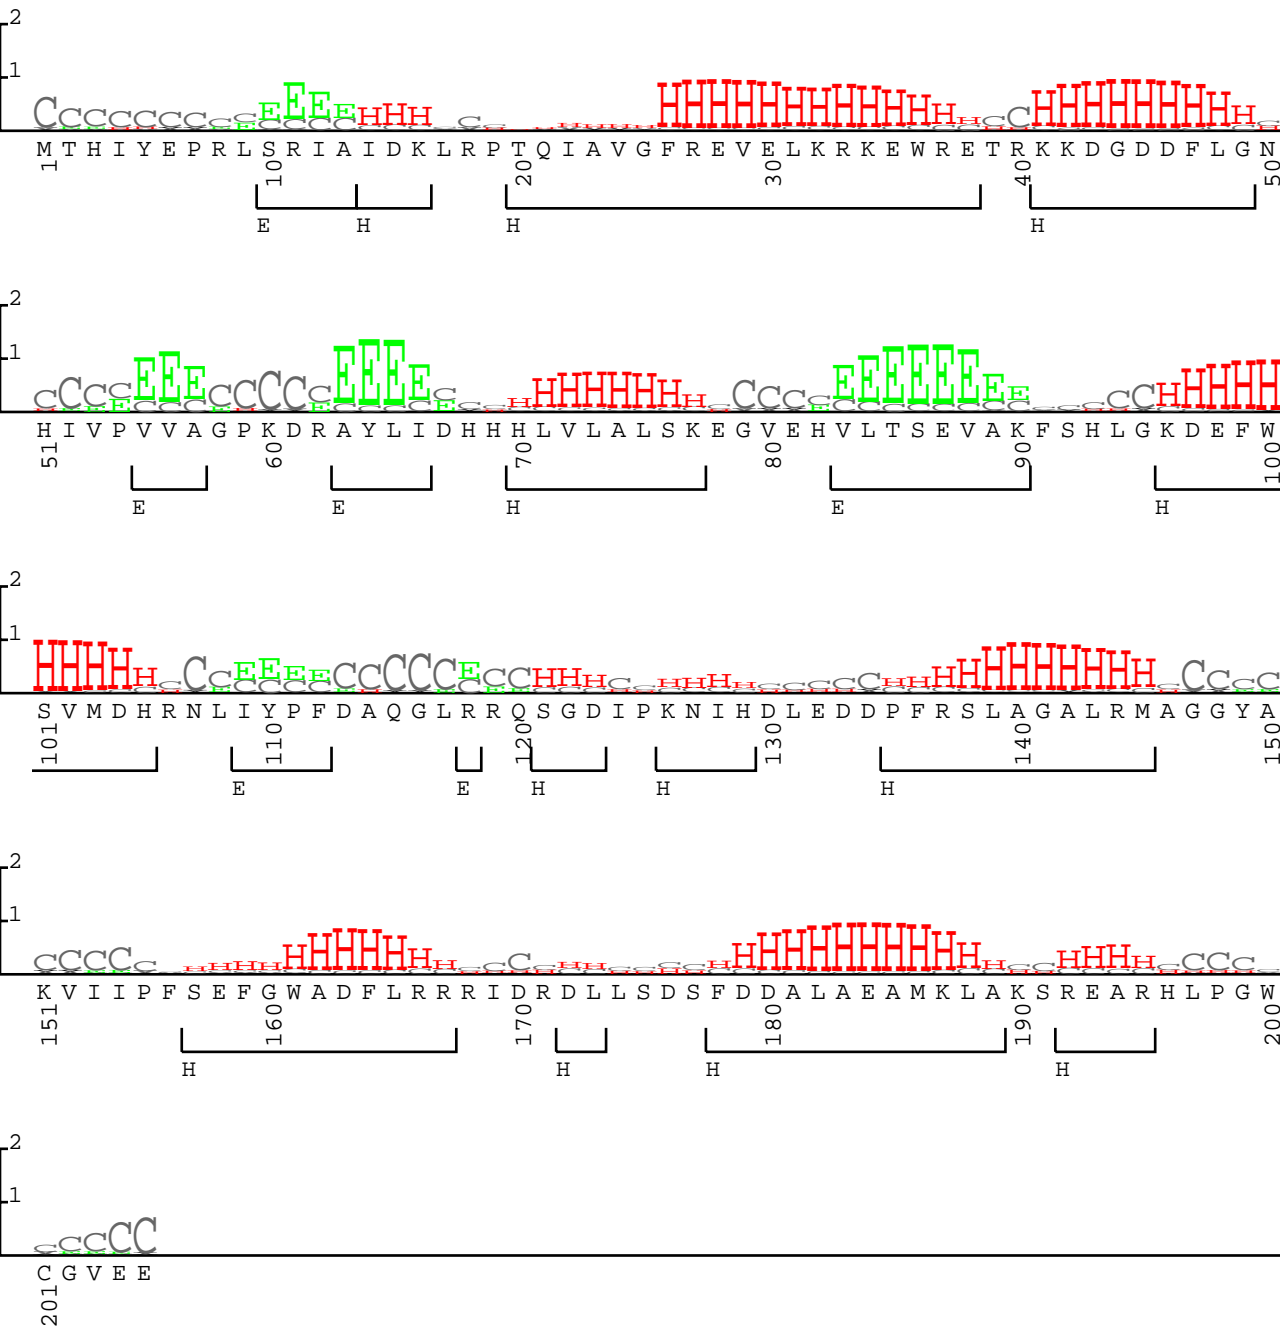 2
1
C C C C C C C C C E E E E H H H C H H H H H H H H H H H H C C H H H H H H H H H
M T H I Y E P R L S R I A I D K L R P T Q I A V G F R E V E L K R K E W R E T R K K D G D D F L G N
1 10 20 30 40 50
E H H H
2
1
C C C C E E E C C C C C E E E E C H H H H H H H H C C C C E E E E E E E E C C H H H H H
H I V P V V A G P K D R A Y L I D H H H L V L A L S K E G V E H V L T S E V A K F S H L G K D E F W
51 60 70 80 90 100
E E H E H
2
1
H H H H H C C C E E E E C C C C C E C C H H H C C H H H H C C C C C H H H H H H H H H H H C C C C
S V M D H R N L I Y P F D A Q G L R R Q S G D I P K N I H D L E D D P F R S L A G A L R M A G G Y A
101 110 120 130 140 150
E E H H H
2
1
C C C C C H H H H H H H H H H H C C C C H H C C C C H H H H H H H H H H H H C C H H H H C C C
K V I I P F S E F G W A D F L R R R I D R D L L S D S F D D A L A E A M K L A K S R E A R H L P G W
151 160 170 180 190 200
H H H H
2
1
C C C C C
C G V E E
201